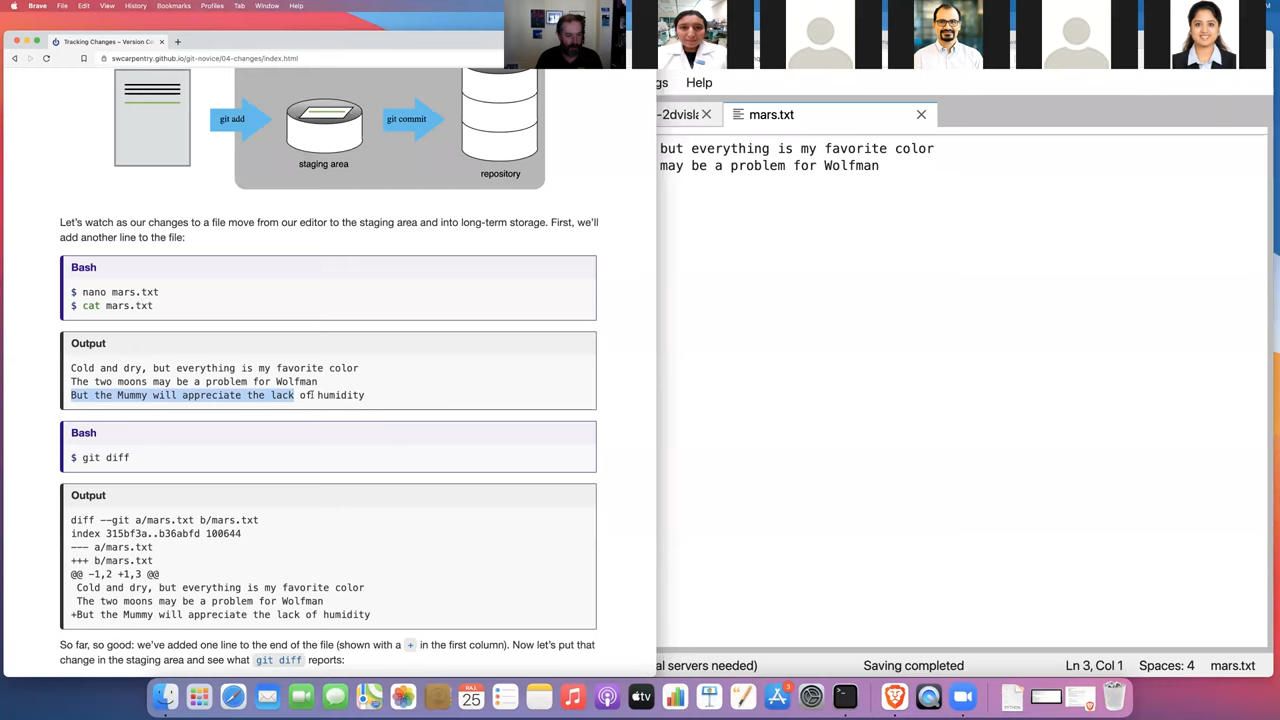 Brave File Edit View History Bookmarks Profiles Tab Window Help
Tracking Changes – Version Co
swcarpentry.github.io/git-novice/04-changes/index.html
git add
git commit
staging area
repository
Let's watch as our changes to a file move from our editor to the staging area and into long-term storage. First, we'll
add another line to the file:
Bash
$ nano mars.txt
$ cat mars.txt
Output
Cold and dry, but everything is my favorite color
The two moons may be a problem for Wolfman
But the Mummy will appreciate the lack of humidity
Bash
$ git diff
Output
diff --git a/mars.txt b/mars.txt
index 315bf3a..b36abfd 100644
--- a/mars.txt
+++ b/mars.txt
@@ -1,2 +1,3 @@
Cold and dry, but everything is my favorite color
The two moons may be a problem for Wolfman
+But the Mummy will appreciate the lack of humidity
So far, so good: we've added one line to the end of the file (shown with a + in the first column). Now let's put that
change in the staging area and see what git diff reports:
gs Help
-2dvisla mars.txt
but everything is my favorite color
may be a problem for Wolfman
al servers needed) Saving completed Ln 3, Col 1 Spaces: 4 mars.txt
25
tv
3